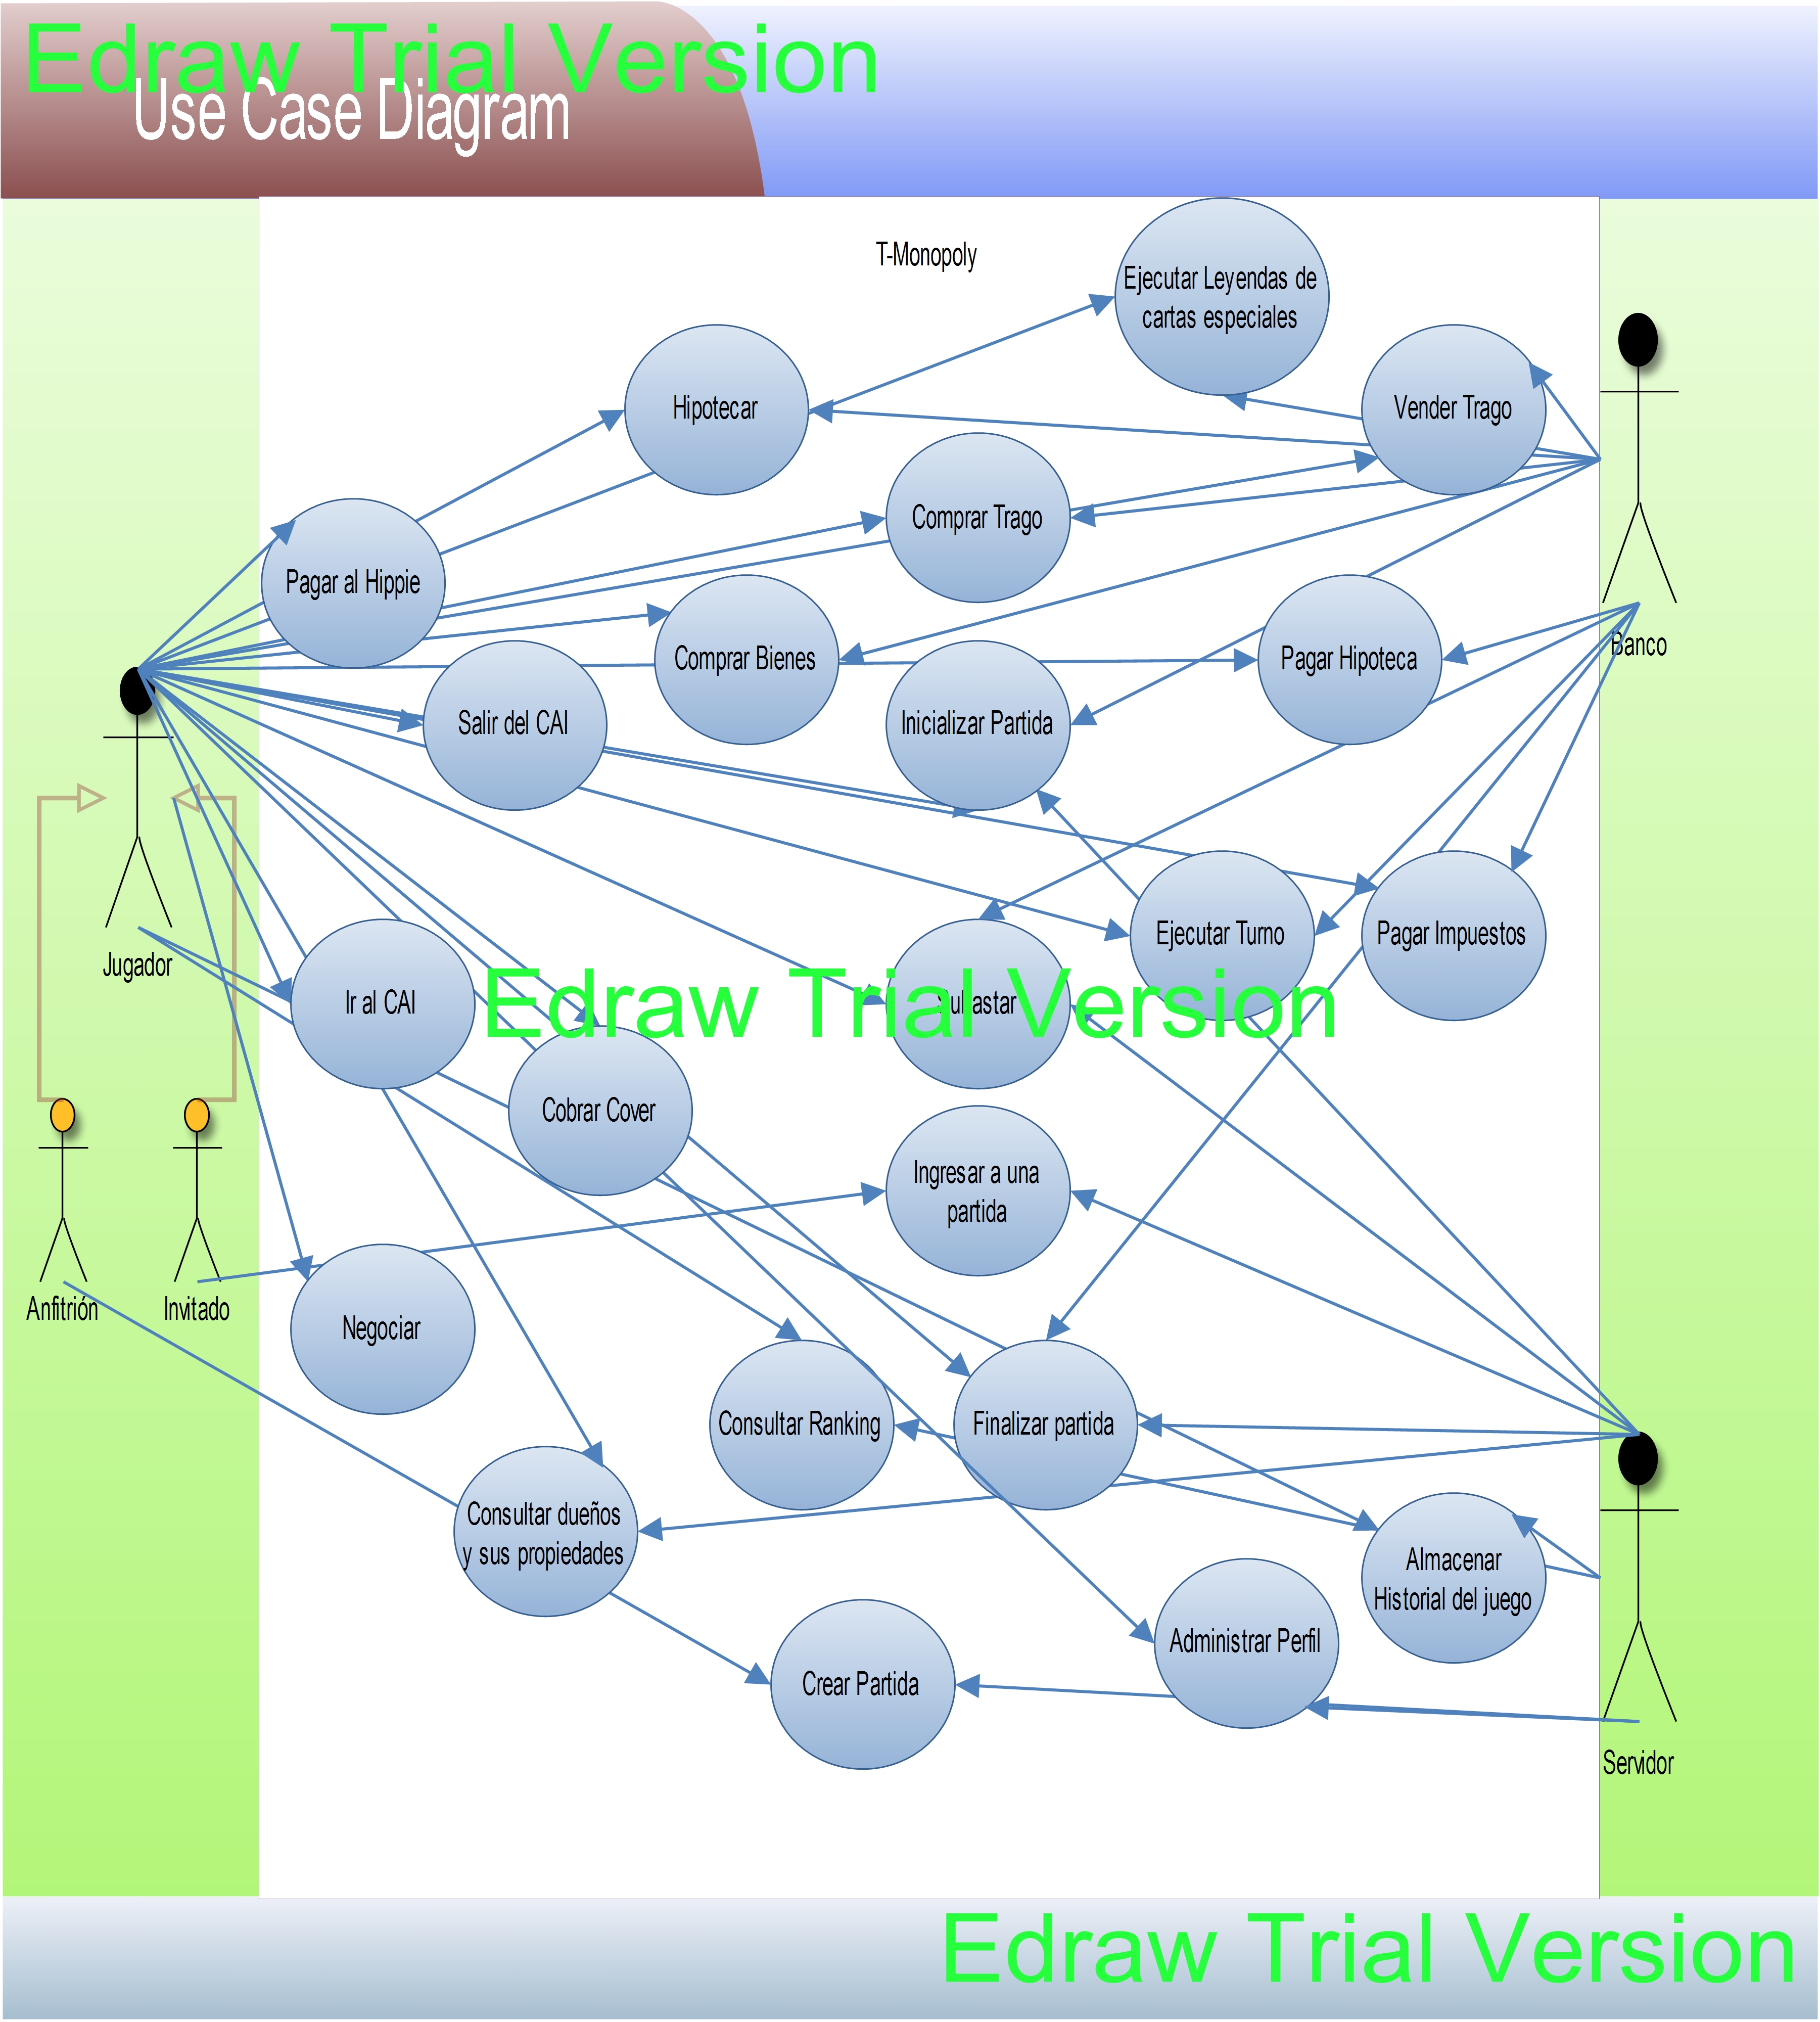 Edraw Trial Version
Use Case Diagram
T-Monopoly
Ejecutar Leyendas de
cartas especiales
Hipotecar
Vender Trago
Comprar Trago
Pagar al Hippie
Banco
Comprar Bienes
Pagar Hipoteca
Salir del CAI
Inicializar Partida
Ejecutar Turno
Pagar Impuestos
Jugador
Ir al CAI
Edraw Trial Version
Subastar
Cobrar Cover
Ingresar a una
partida
Anfitrión
Invitado
Negociar
Consultar Ranking
Finalizar partida
Consultar dueños
y sus propiedades
Almacenar
Historial del juego
Administrar Perfil
Crear Partida
Servidor
Edraw Trial Version